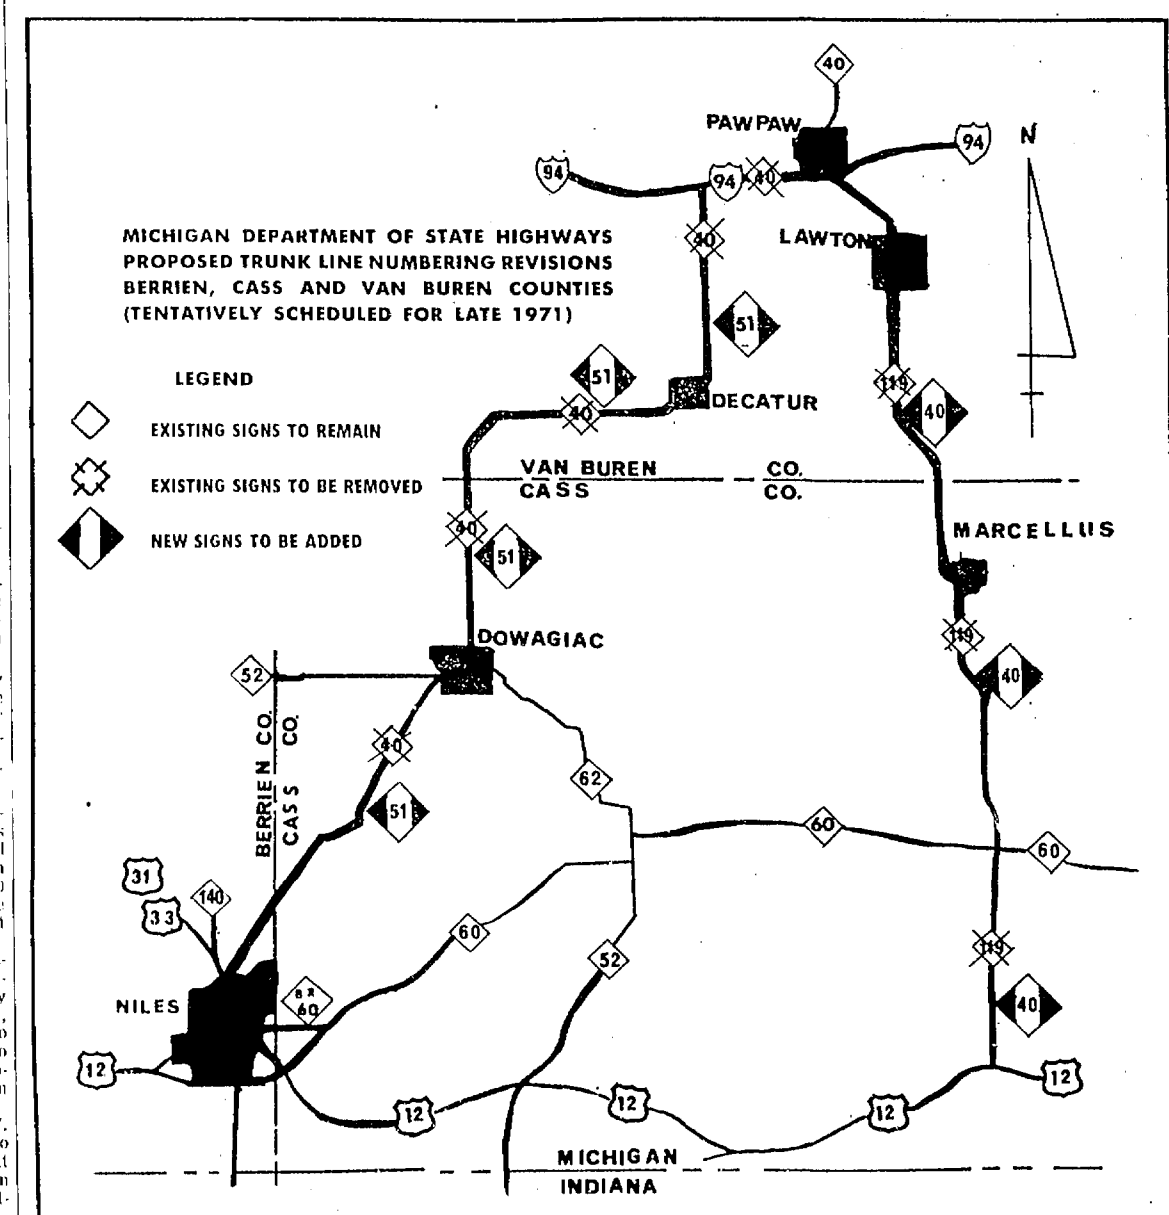 40
PAWPAW
94
94
94
40
N
40
LAWTON
MICHIGAN DEPARTMENT OF STATE HIGHWAYS
PROPOSED TRUNK LINE NUMBERING REVISIONS
BERRIEN, CASS AND VAN BUREN COUNTIES
(TENTATIVELY SCHEDULED FOR LATE 1971)
51
LEGEND
EXISTING SIGNS TO REMAIN
EXISTING SIGNS TO BE REMOVED
NEW SIGNS TO BE ADDED
51
40
DECATUR
119
40
VAN BUREN CO.
CASS CO.
40
51
MARCELLUS
DOWAGIAC
119
52
40
BERRIEN CO.
CASS CO.
40
51
62
60
60
31
33
140
60
52
119
NILES
BR
60
40
12
12
12
12
12
MICHIGAN
INDIANA